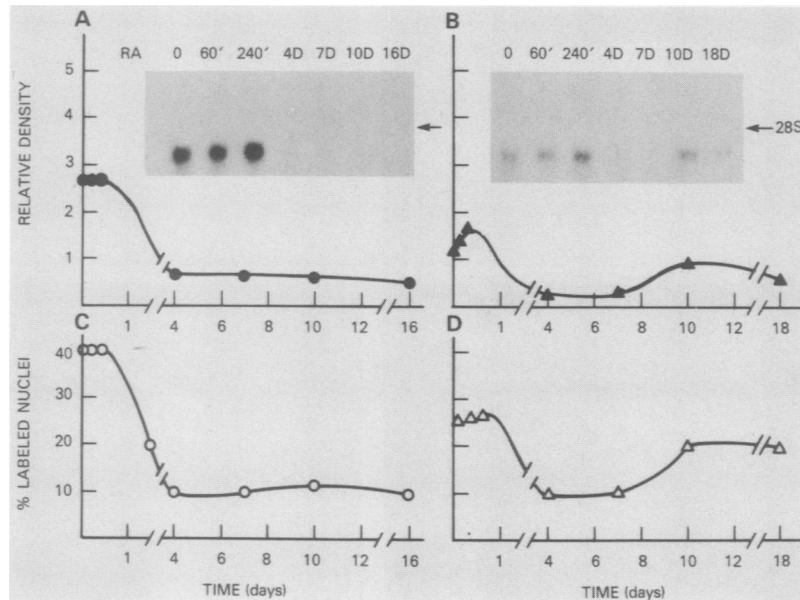 A
B
RA 0 60′ 240′ 4D 7D 10D 16D
0 60′ 240′ 4D 7D 10D 18D
28S
RELATIVE DENSITY
5
4
3
2
1
1 4 6 8 10 12 16
1 4 6 8 10 12 18
C
D
% LABELED NUCLEI
40
30
20
10
1 4 6 8 10 12 16
1 4 6 8 10 12 18
TIME (days)
TIME (days)